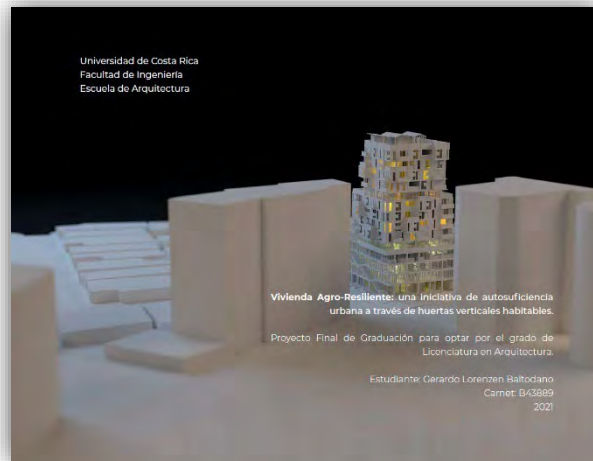 Universidad de Costa Rica
Facultad de Ingeniería
Escuela de Arquitectura
Vivienda Agro-Resiliente: una iniciativa de autosuficiencia
urbana a través de huertas verticales habitables.
Proyecto Final de Graduación para optar por el grado de
Licenciatura en Arquitectura.
Estudiante: Gerardo Lorenzen Baltodano
Carnet: B43889
2021